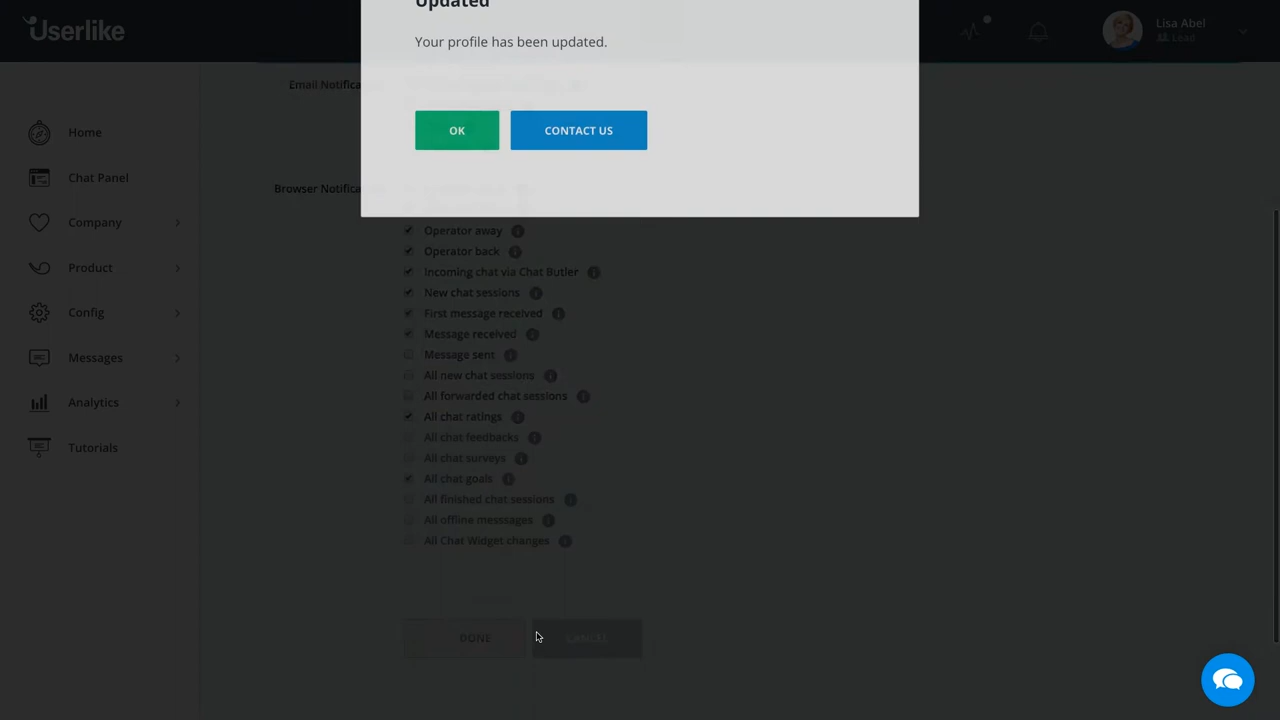 Updated
Your profile has been updated.
OK
CONTACT US
Userlike
Lisa Abel
Lead
Home
Chat Panel
Company
Product
Config
Messages
Analytics
Tutorials
Email Notifica
Browser Notifica
Operator away
Operator back
Incoming chat via Chat Butler
New chat sessions
First message received
Message received
Message sent
All new chat sessions
All forwarded chat sessions
All chat ratings
All chat feedbacks
All chat surveys
All chat goals
All finished chat sessions
All offline messsages
All Chat Widget changes
DONE
CANCEL